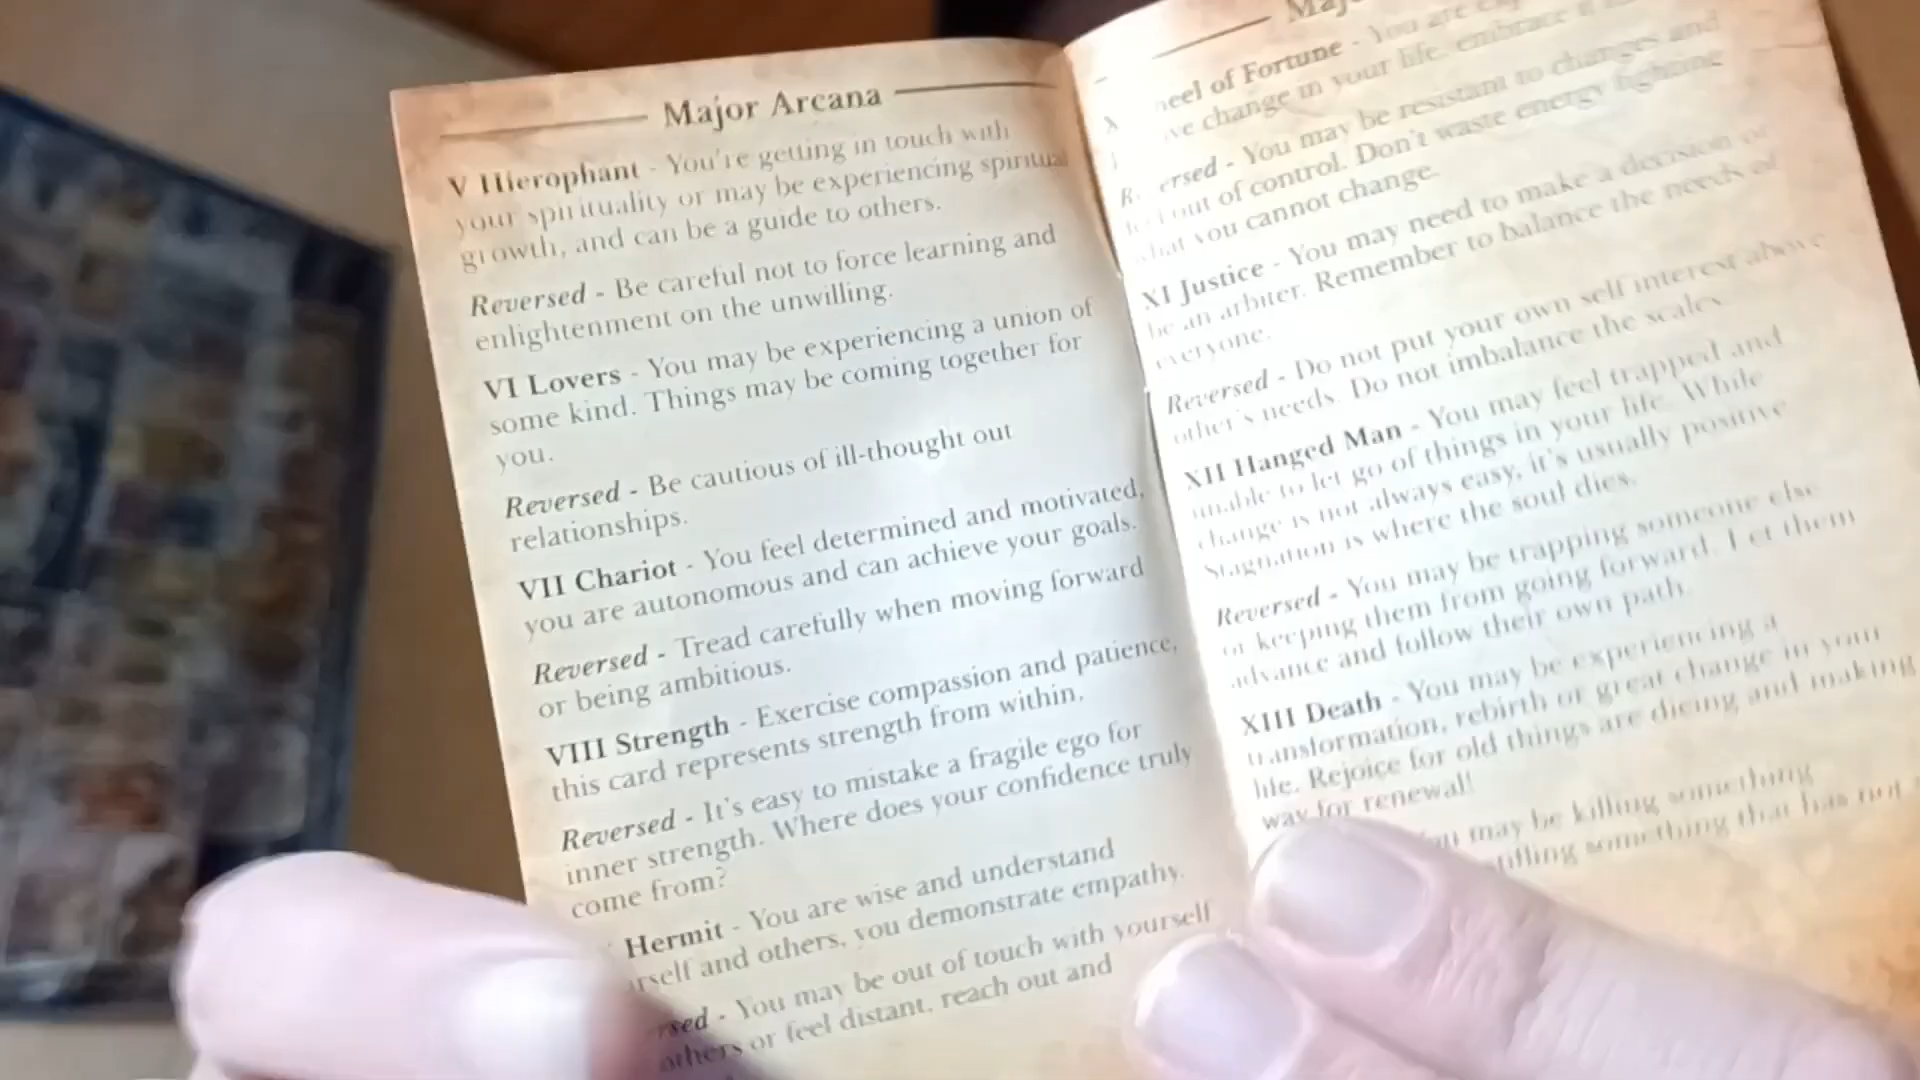 Major Arcana
V Hierophant - You're getting in touch with
your spirituality or may be experiencing spiritual
growth, and can be a guide to others.
Reversed - Be careful not to force learning and
enlightenment on the unwilling.
VI Lovers - You may be experiencing a union of
some kind. Things may be coming together for
you.
Reversed - Be cautious of ill-thought out
relationships.
VII Chariot - You feel determined and motivated,
you are autonomous and can achieve your goals.
Reversed - Tread carefully when moving forward
or being ambitious.
VIII Strength - Exercise compassion and patience,
this card represents strength from within.
Reversed - It's easy to mistake a fragile ego for
inner strength. Where does your confidence truly
come from?
Hermit - You are wise and understand
and others, you demonstrate empathy.
- You may be out of touch with yourself
others or feel distant, reach out and
of Fortune - You are
change in your life, embrace it
- You may be resistant to changes and
out of control. Don't waste energy fighting
what you cannot change.
XI Justice - You may need to make a decision or
be an arbiter. Remember to balance the needs of
everyone.
Reversed - Do not put your own self interest above
other's needs. Do not imbalance the scales.
XII Hanged Man - You may feel trapped and
unable to let go of things in your life. While
change is not always easy, it's usually positive
Stagnation is where the soul dies.
Reversed - You may be trapping someone else
or keeping them from going forward. Let them
advance and follow their own path.
XIII Death - You may be experiencing a
transformation, rebirth or great change in your
life. Rejoice for old things are dieing and making
way for renewal!
may be killing something
stifling something that has not